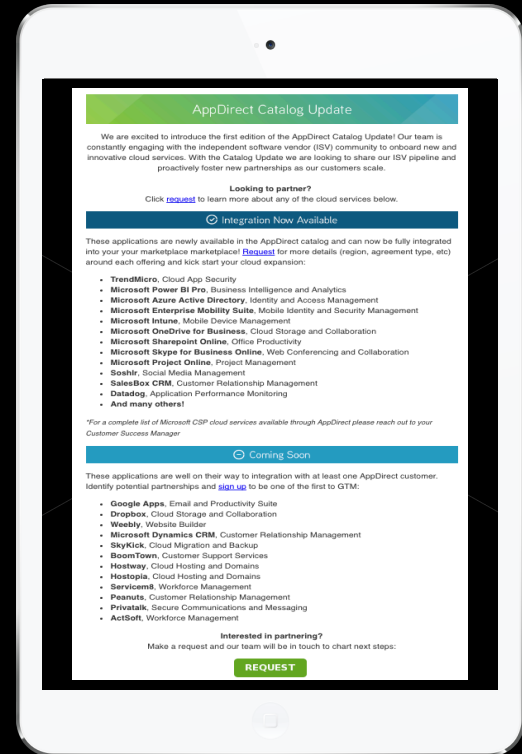 AppDirect Catalog Update
We are excited to introduce the first edition of the AppDirect Catalog Update! Our team is
constantly engaging with the independent software vendor (ISV) community to onboard new and
innovative cloud services. With the Catalog Update we are looking to share our ISV pipeline and
proactively foster new partnerships as our customers scale.
Looking to partner?
Click request to learn more about any of the cloud services below.
Integration Now Available
These applications are newly available in the AppDirect catalog and can now be fully integrated
into your your marketplace marketplace! Request for more details (region, agreement type, etc)
around each offering and kick start your cloud expansion:
• TrendMicro, Cloud App Security
• Microsoft Power BI Pro, Business Intelligence and Analytics
• Microsoft Azure Active Directory, Identity and Access Management
• Microsoft Enterprise Mobility Suite, Mobile Identity and Security Management
• Microsoft Intune, Mobile Device Management
• Microsoft OneDrive for Business, Cloud Storage and Collaboration
• Microsoft Sharepoint Online, Office Productivity
• Microsoft Skype for Business Online, Web Conferencing and Collaboration
• Microsoft Project Online, Project Management
• Soshlr, Social Media Management
• SalesBox CRM, Customer Relationship Management
• Datadog, Application Performance Monitoring
• And many others!
*For a complete list of Microsoft CSP cloud services available through AppDirect please reach out to your
Customer Success Manager
Coming Soon
These applications are well on their way to integration with at least one AppDirect customer.
Identify potential partnerships and sign up to be one of the first to GTM:
• Google Apps, Email and Productivity Suite
• Dropbox, Cloud Storage and Collaboration
• Weebly, Website Builder
• Microsoft Dynamics CRM, Customer Relationship Management
• SkyKick, Cloud Migration and Backup
• BoomTown, Customer Support Services
• Hostway, Cloud Hosting and Domains
• Hostopia, Cloud Hosting and Domains
• Servicem8, Workforce Management
• Peanuts, Customer Relationship Management
• Privatalk, Secure Communications and Messaging
• ActSoft, Workforce Management
Interested in partnering?
Make a request and our team will be in touch to chart next steps:
REQUEST